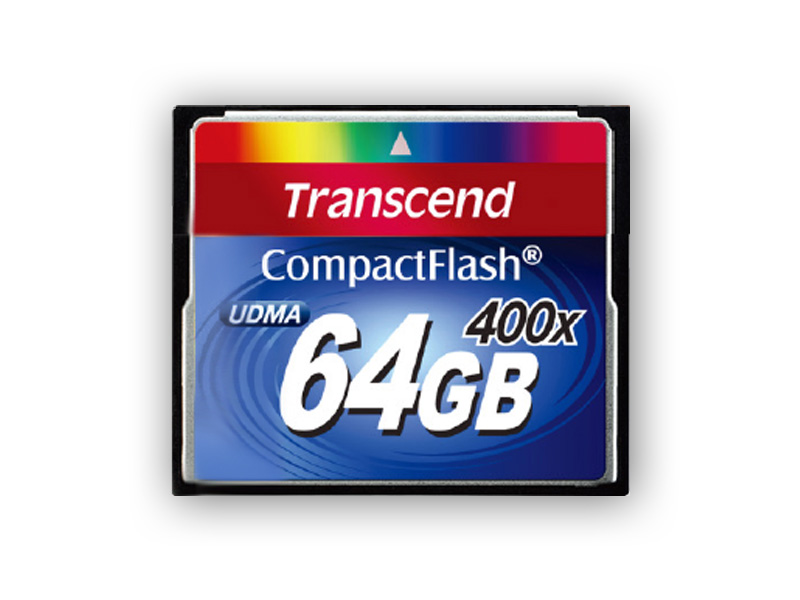 Transcend
CompactFlash®
UDMA
400x
64GB